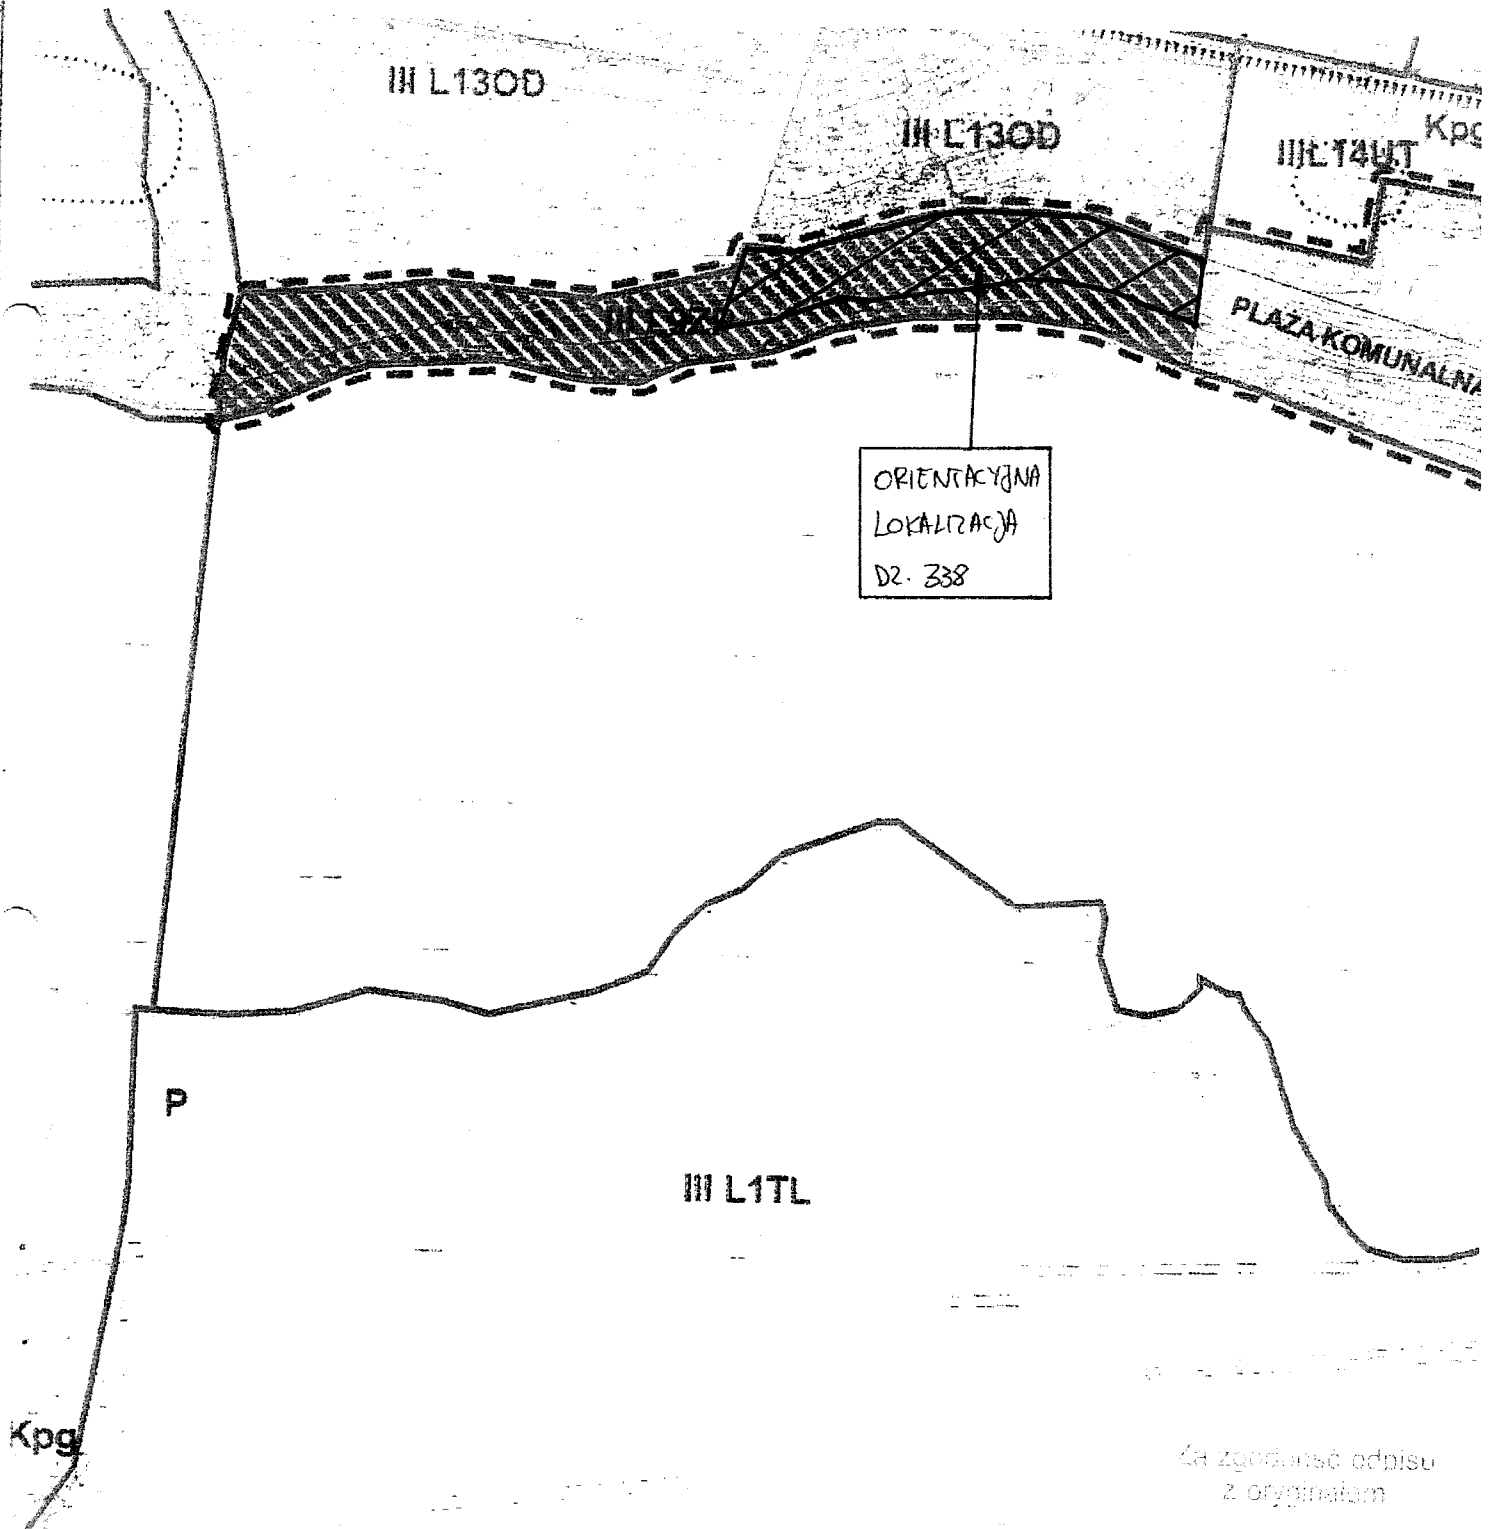 III L13OD
III L13OD
Kpg
III L14UT
PLAŻA KOMUNALNA
ORIENTACYJNA
LOKALIZACJA
DZ. 338
P
III L1TL
Kpg
za zgodność odpisu
z oryginałem